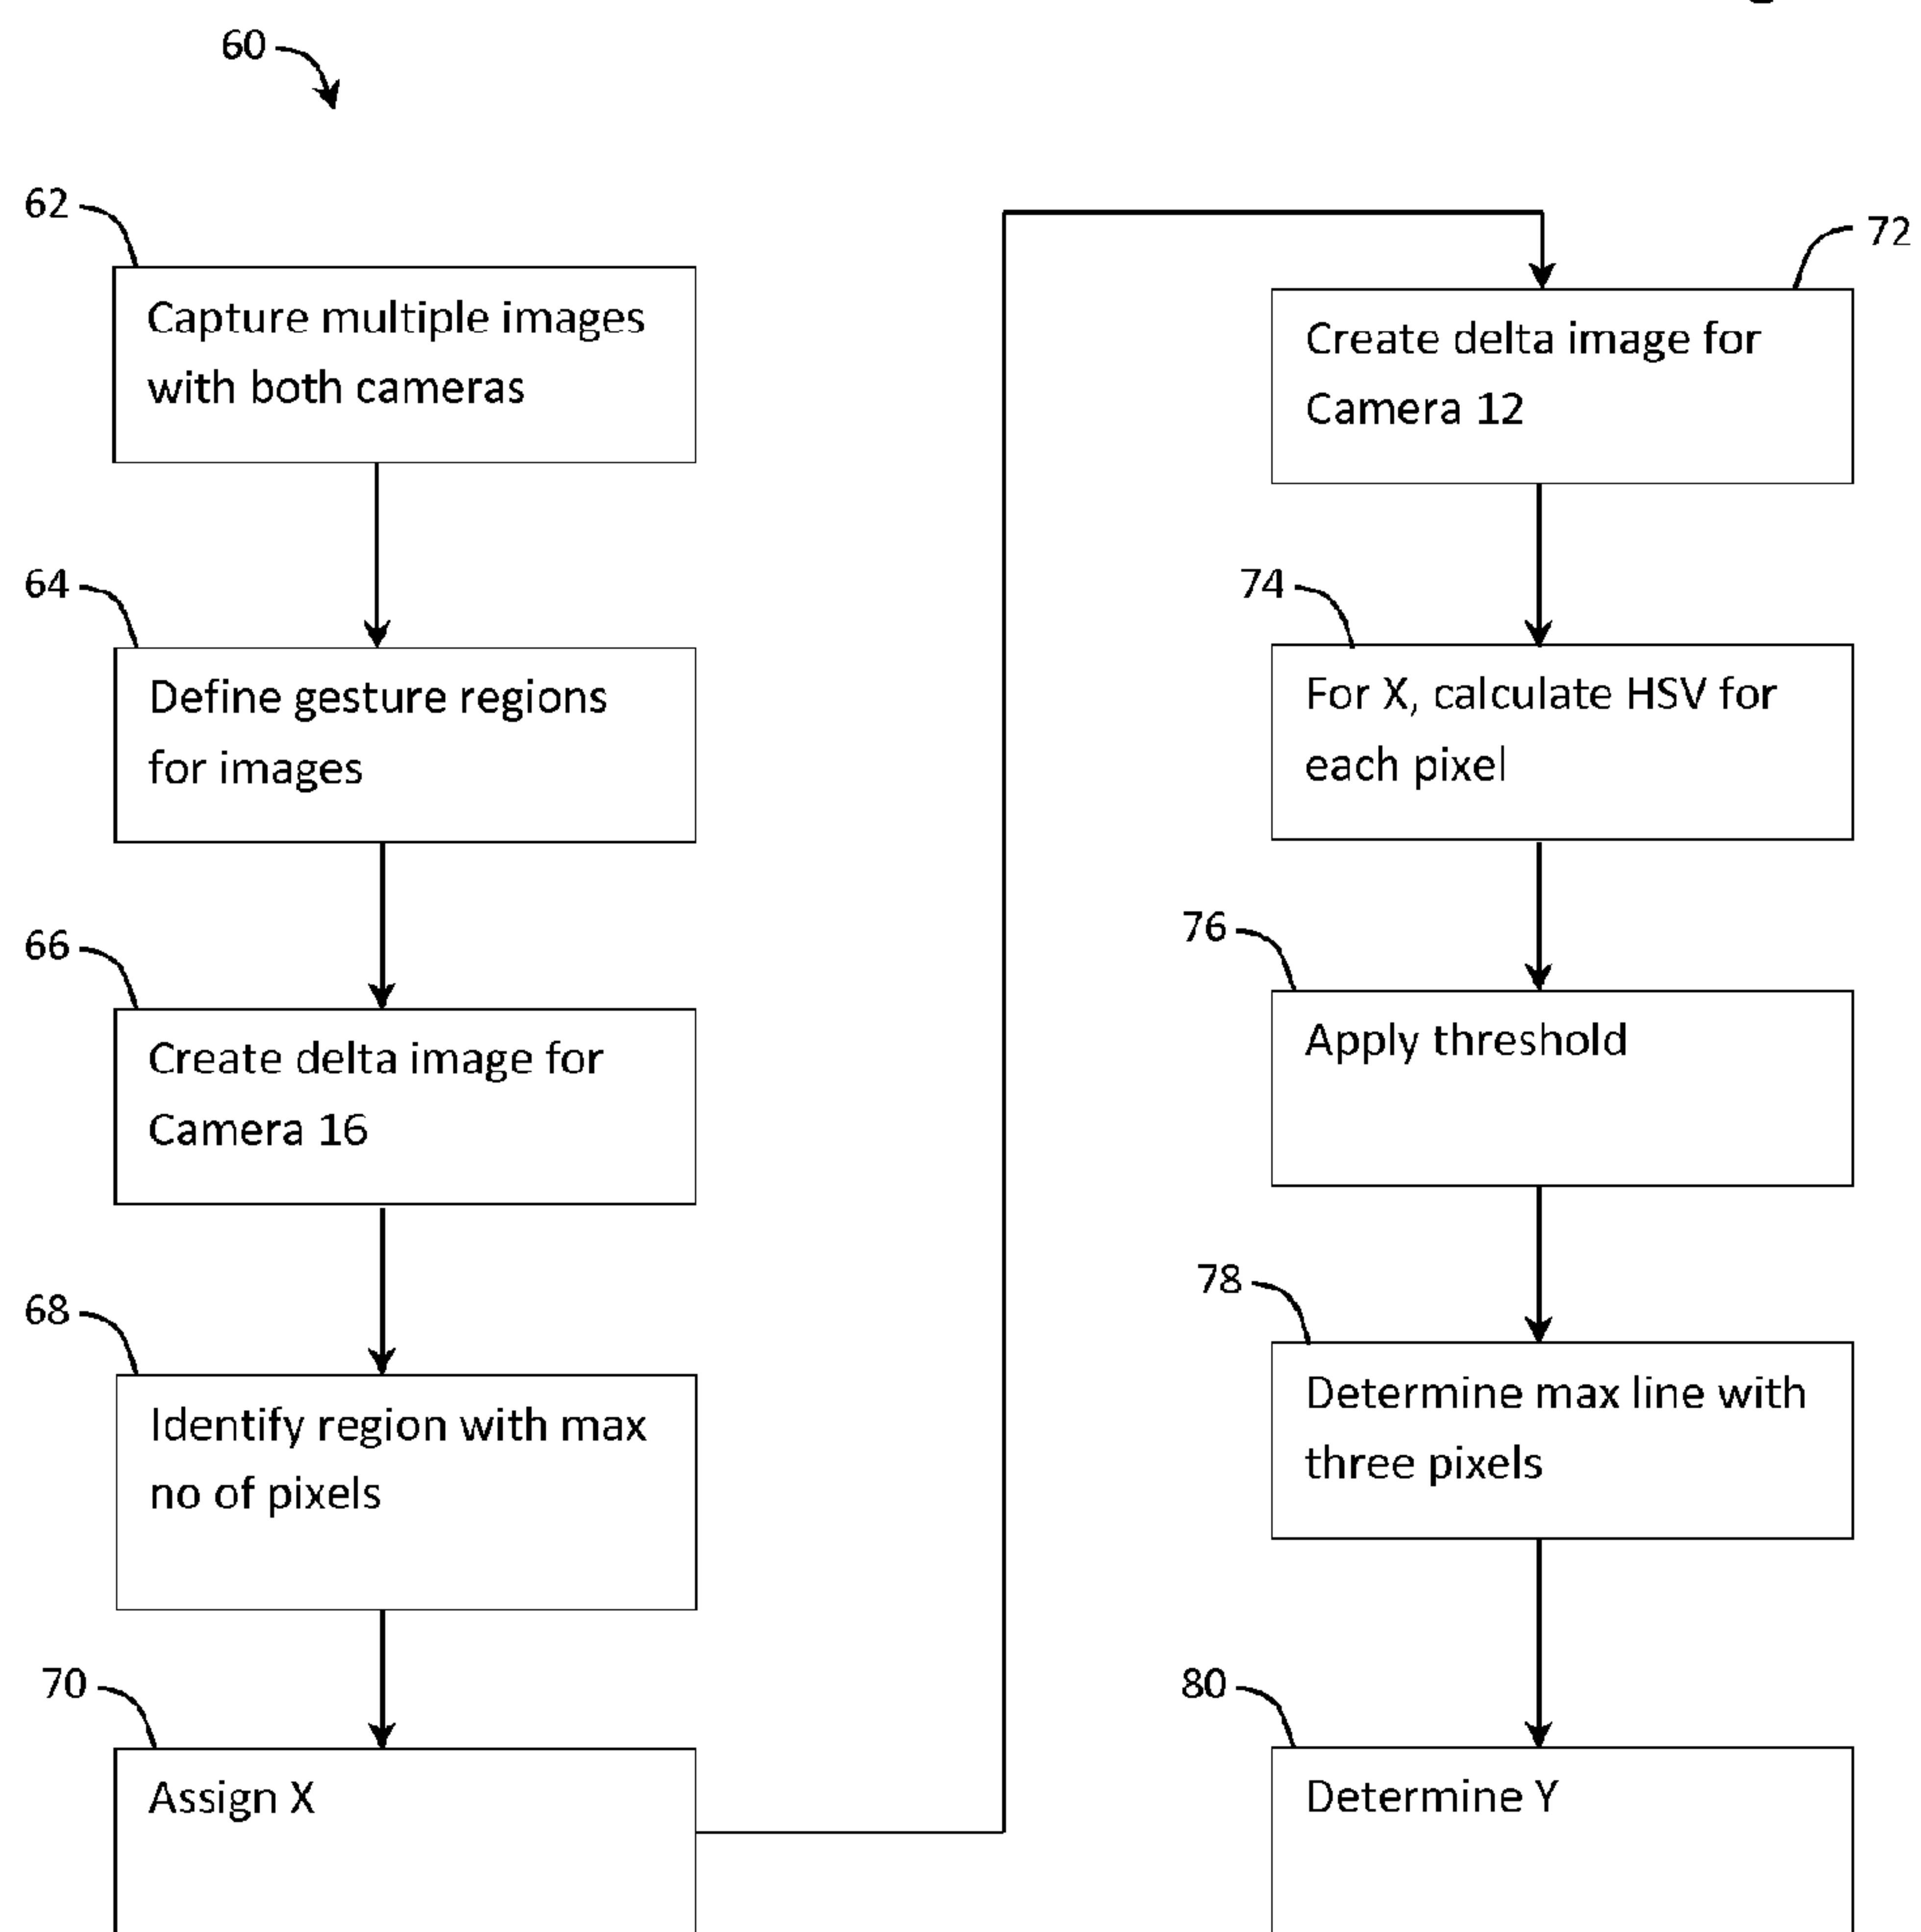 60
62
Capture multiple images
with both cameras
64
Define gesture regions
for images
66
Create delta image for
Camera 16
68
Identify region with max
no of pixels
70
Assign X
72
Create delta image for
Camera 12
74
For X, calculate HSV for
each pixel
76
Apply threshold
78
Determine max line with
three pixels
80
Determine Y